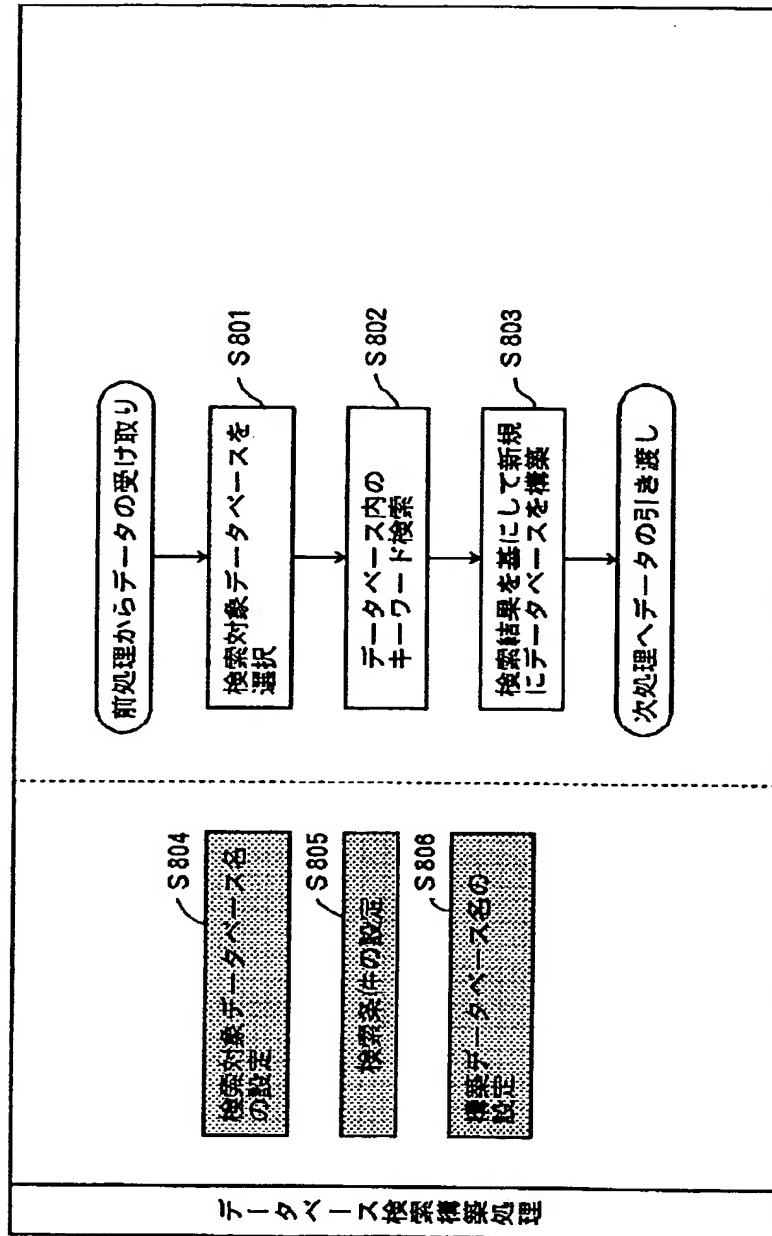 データベース検索構築処理
検索対象データベース名
の設定
S804
検索条件の設定
S805
構築データベース名の
設定
S806
前処理からデータの受け取り
検索対象データベースを
選択
S801
データベース内の
キーワード検索
S802
検索結果を基にして新規
にデータベースを構築
S803
次処理へデータの引き渡し